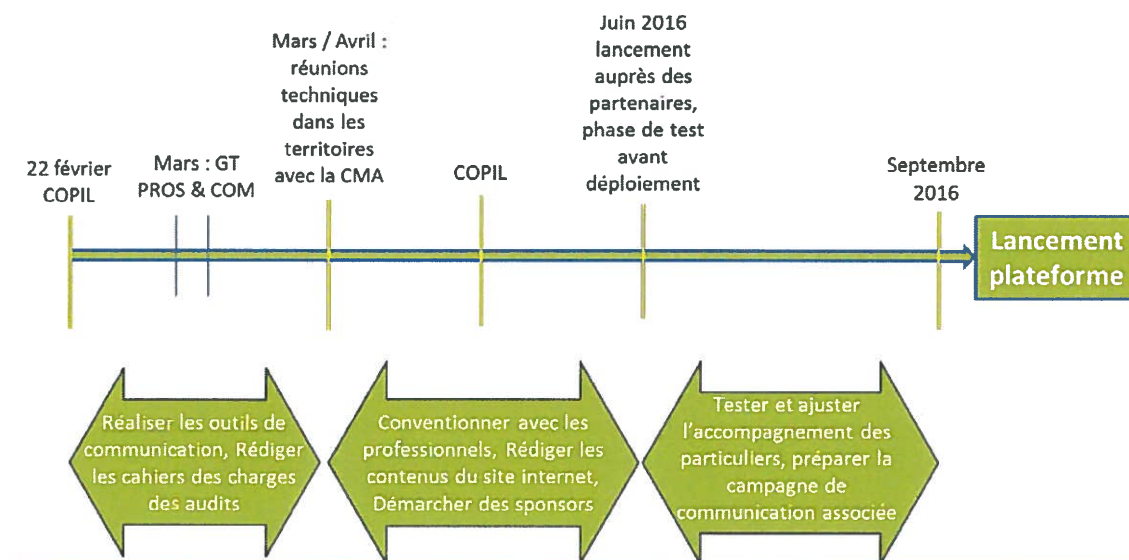 22 février
COPIL
Mars : GT
PROS & COM
Mars / Avril :
réunions
techniques
dans les
territoires
avec la CMA
COPIL
Juin 2016
lancement
auprès des
partenaires,
phase de test
avant
déploiement
Septembre
2016
Lancement
plateforme
Réaliser les outils de
communication, Rédiger
les cahiers des charges
des audits
Conventionner avec les
professionnels, Rédiger les
contenus du site internet,
Démarcher des sponsors
Tester et ajuster
l'accompagnement des
particuliers, préparer la
campagne de
communication associée